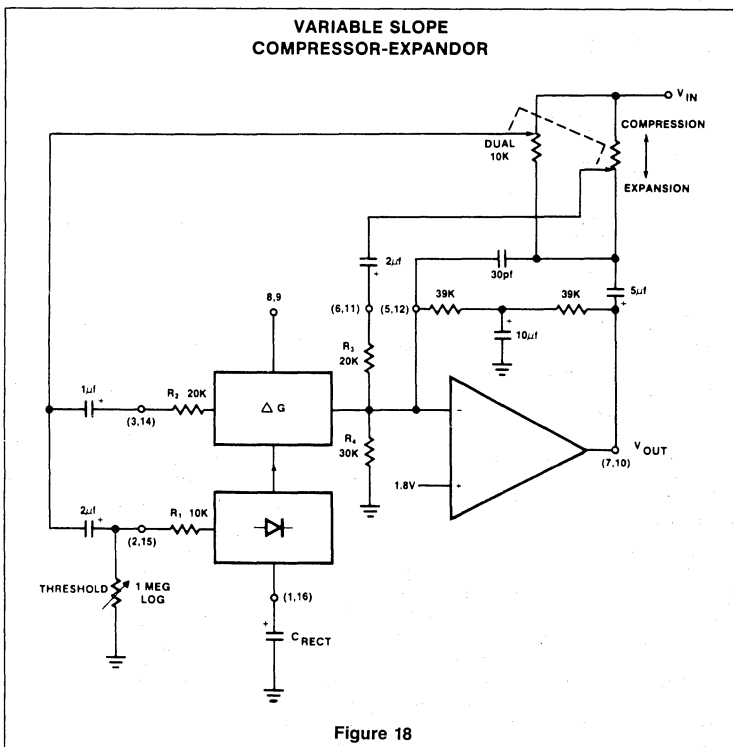 VARIABLE SLOPE
COMPRESSOR-EXPANDOR
V IN
COMPRESSION
DUAL
10K
EXPANSION
2µf
+
30pf
5µf
+
8,9
(6,11)
(5,12)
39K
39K
+
10µf
R3
20K
1µf
+
R2 20K
(3,14)
ΔG
−
R4
30K
VOUT
(7,10)
1.8V
+
2µf
+
R1 10K
(2,15)
THRESHOLD
1 MEG
LOG
(1,16)
+
CRECT
Figure 18